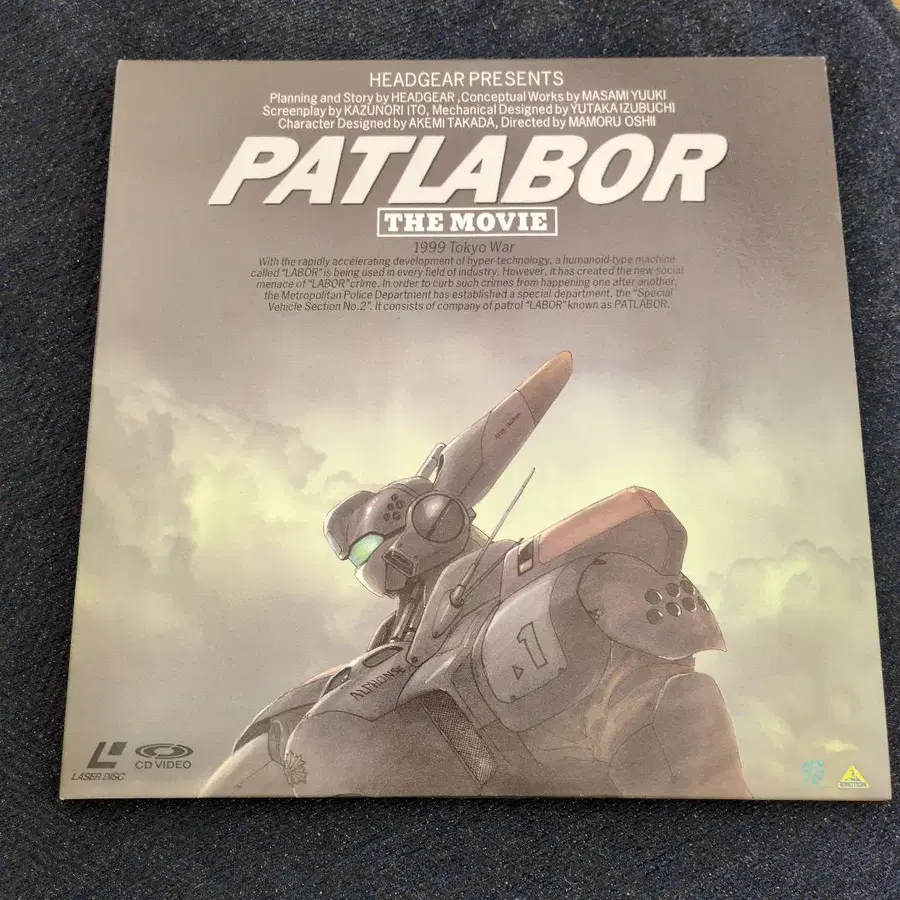 HEADGEAR PRESENTS
Planning and Story by HEADGEAR, Conceptual Works by MASAMI YUUKI
Screenplay by KAZUNORI ITO, Mechanical Designed by YUTAKA IZUBUCHI
Character Designed by AKEMI TAKADA, Directed by MAMORU OSHII
PATLABOR
THE MOVIE
1999 Tokyo War
With the rapidly accelerating development of hyper-technology, a humanoid-type machine
called "LABOR" is being used in every field of industry. However, it has created the new social
menace of "LABOR" crime. In order to curb such crimes from happening one after another,
the Metropolitan Police Department has established a special department, the "Special
Vehicle Section No.2". It consists of company of patrol "LABOR" known as PATLABOR.
1
ALPHONSE
LASER DISC
CD VIDEO
EMOTION